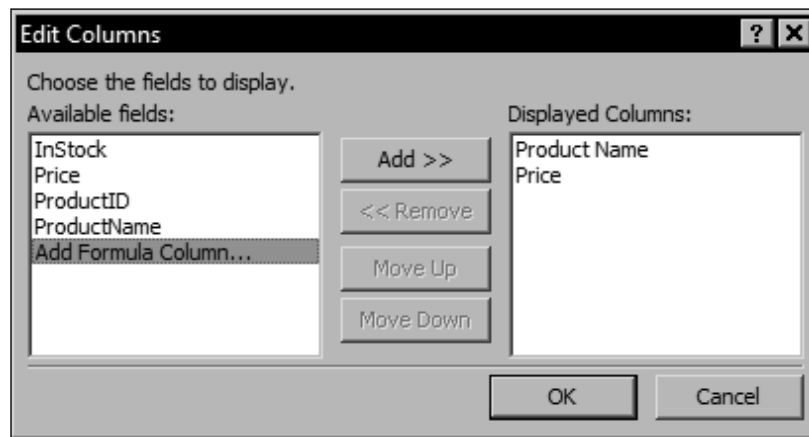 Edit Columns
? X
Choose the fields to display.
Available fields:
InStock
Price
ProductID
ProductName
Add Formula Column...
Add >>
<< Remove
Move Up
Move Down
Displayed Columns:
Product Name
Price
OK
Cancel